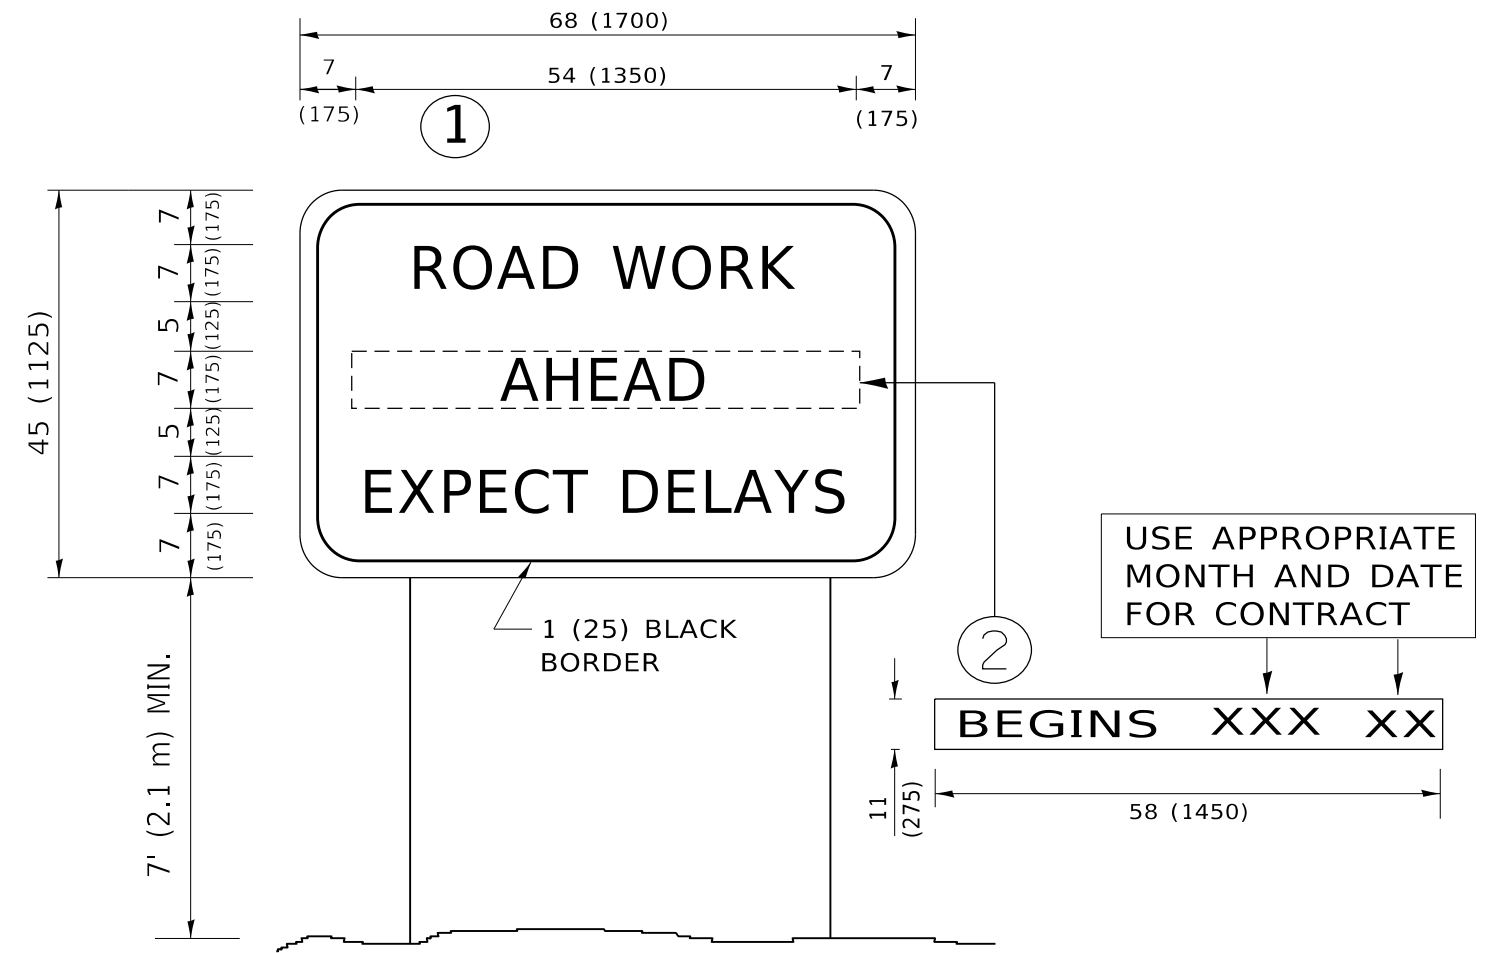 68 (1700)
7
54 (1350)
7
(175)
(175)
1
7
(175)
7
(175)
5
(125)
7
(175)
5
(125)
7
(175)
7
(175)
45 (1125)
ROAD WORK
AHEAD
EXPECT DELAYS
1 (25) BLACK
BORDER
7' (2.1 m) MIN.
USE APPROPRIATE
MONTH AND DATE
FOR CONTRACT
2
BEGINS XXX XX
11
(275)
58 (1450)